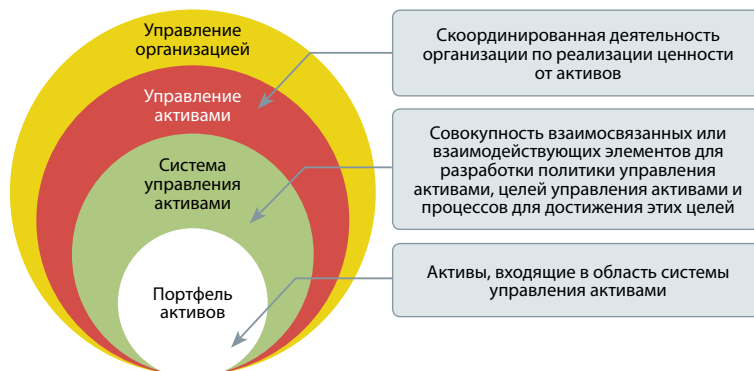 Управление
организацией
Управление
активами
Система
управления
активами
Портфель
активов
Скоординированная деятельность
организации по реализации ценности
от активов
Совокупность взаимосвязанных или
взаимодействующих элементов для
разработки политики управления
активами, целей управления активами и
процессов для достижения этих целей
Активы, входящие в область системы
управления активами